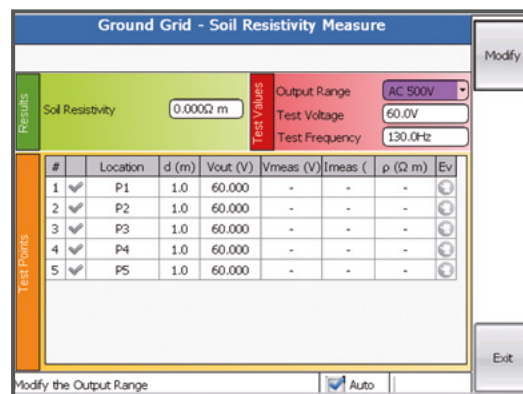 Ground Grid - Soil Resistivity Measure
Modify
Results
Soil Resistivity 0.000Ω m
Test Values
Output Range AC 500V
Test Voltage 60.0V
Test Frequency 130.0Hz
Test Points
# Location d (m) Vout (V) Vmeas (V) Imeas ( ρ (Ω m) Ev
1 P1 1.0 60.000 - - -
2 P2 1.0 60.000 - - -
3 P3 1.0 60.000 - - -
4 P4 1.0 60.000 - - -
5 P5 1.0 60.000 - - -
Exit
Modify the Output Range Auto